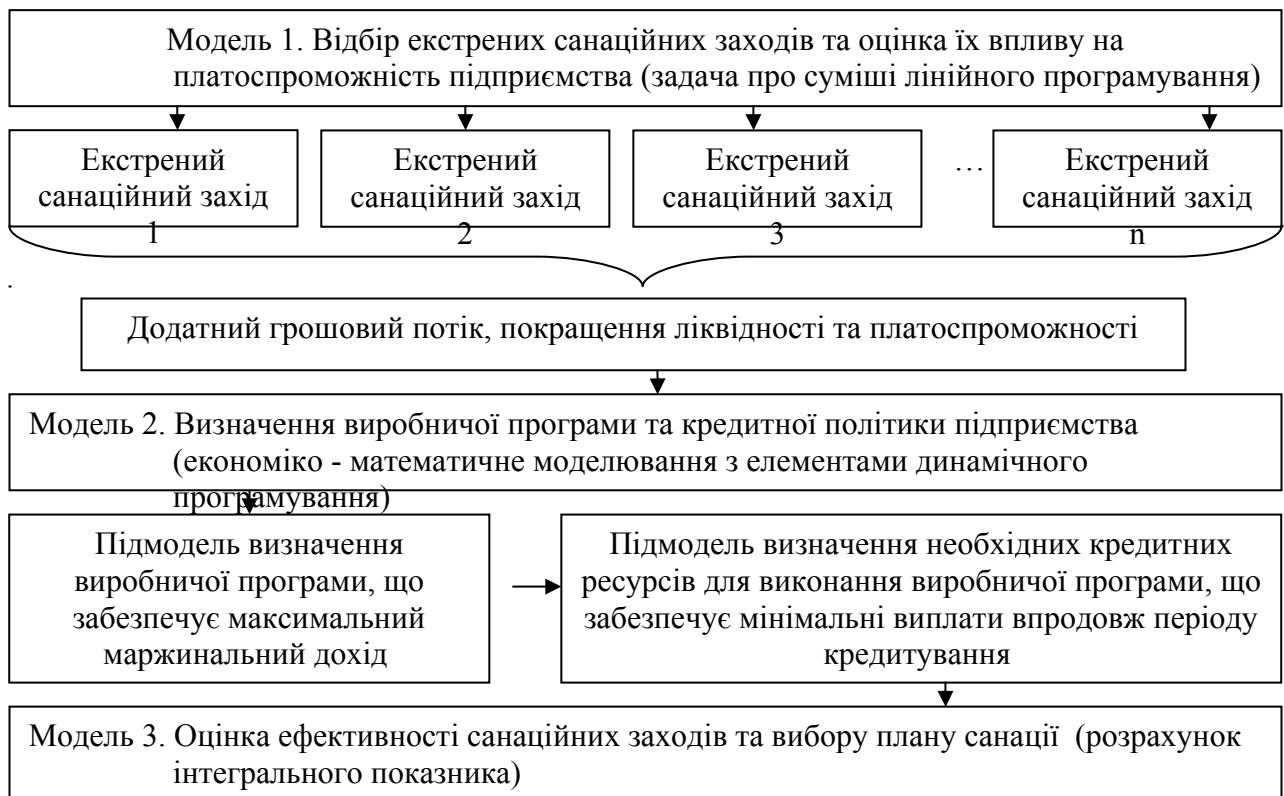 Модель 1. Відбір екстрених санаційних заходів та оцінка їх впливу на
платоспроможність підприємства (задача про суміші лінійного програмування)
Екстрений
санаційний захід
1
Екстрений
санаційний захід
2
Екстрений
санаційний захід
3
…
Екстрений
санаційний захід
n
.
Додатний грошовий потік, покращення ліквідності та платоспроможності
Модель 2. Визначення виробничої програми та кредитної політики підприємства
(економіко - математичне моделювання з елементами динамічного
програмування)
Підмодель визначення
виробничої програми, що
забезпечує максимальний
маржинальний дохід
Підмодель визначення необхідних кредитних
ресурсів для виконання виробничої програми, що
забезпечує мінімальні виплати впродовж періоду
кредитування
Модель 3. Оцінка ефективності санаційних заходів та вибору плану санації (розрахунок
інтегрального показника)